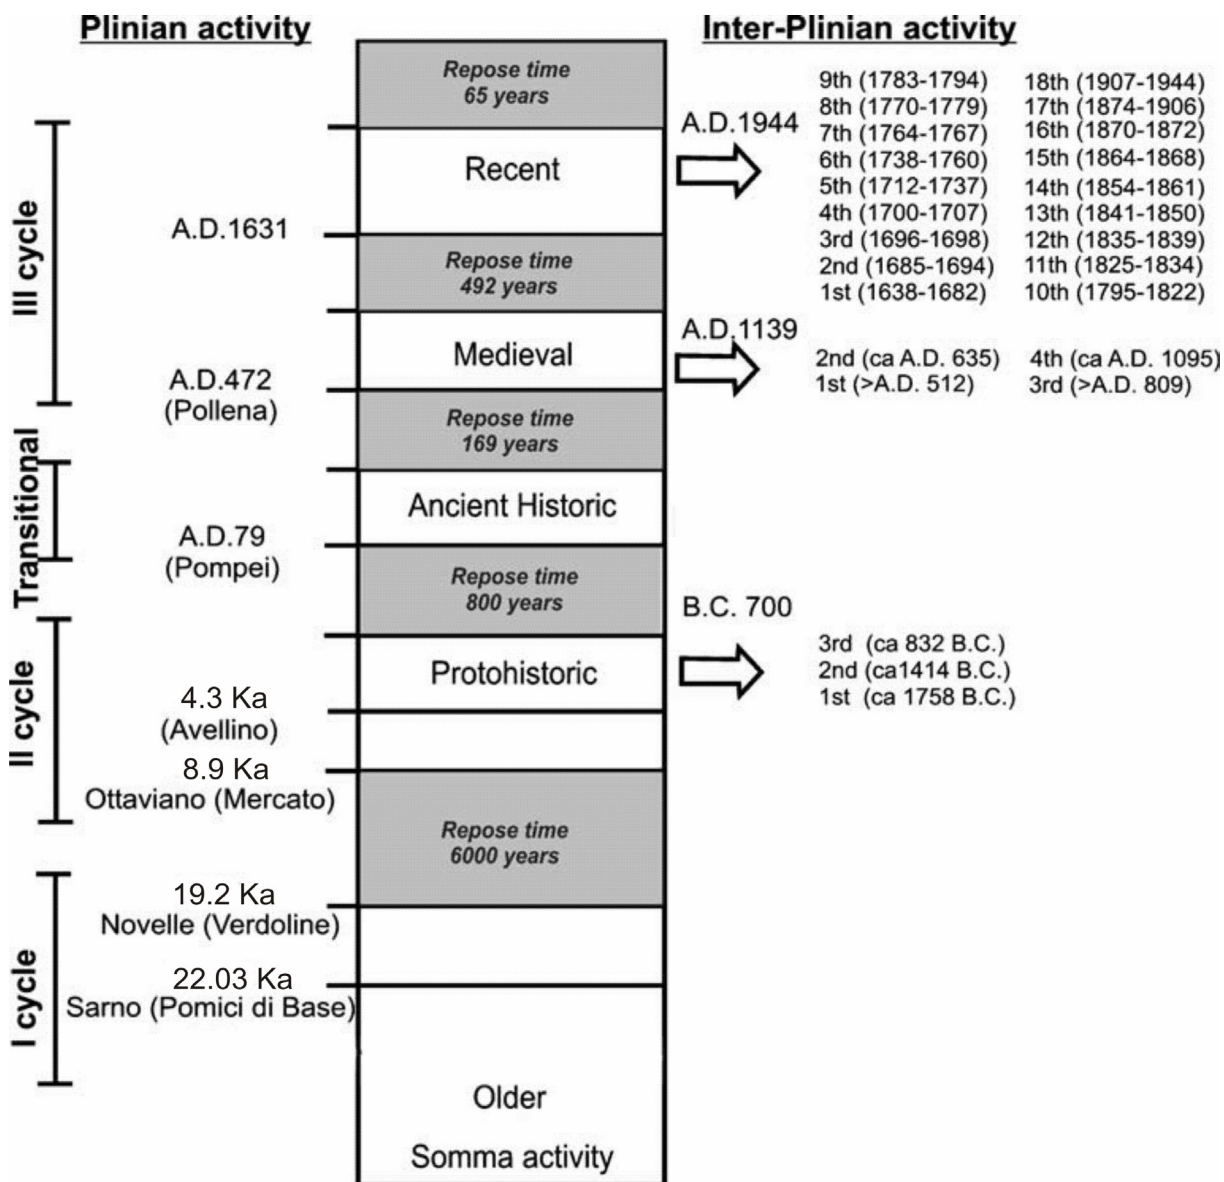 Plinian activity
Inter-Plinian activity
Repose time
65 years
A.D.1944
9th (1783-1794)
8th (1770-1779)
7th (1764-1767)
6th (1738-1760)
5th (1712-1737)
4th (1700-1707)
3rd (1696-1698)
2nd (1685-1694)
1st (1638-1682)
18th (1907-1944)
17th (1874-1906)
16th (1870-1872)
15th (1864-1868)
14th (1854-1861)
13th (1841-1850)
12th (1835-1839)
11th (1825-1834)
10th (1795-1822)
Recent
III cycle
A.D.1631
Repose time
492 years
A.D.1139
Medieval
2nd (ca A.D. 635)
1st (>A.D. 512)
4th (ca A.D. 1095)
3rd (>A.D. 809)
A.D.472
(Pollena)
Repose time
169 years
Transitional
Ancient Historic
A.D.79
(Pompei)
Repose time
800 years
B.C. 700
II cycle
Protohistoric
3rd (ca 832 B.C.)
2nd (ca1414 B.C.)
1st (ca 1758 B.C.)
4.3 Ka
(Avellino)
8.9 Ka
Ottaviano (Mercato)
Repose time
6000 years
I cycle
19.2 Ka
Novelle (Verdoline)
22.03 Ka
Sarno (Pomici di Base)
Older
Somma activity